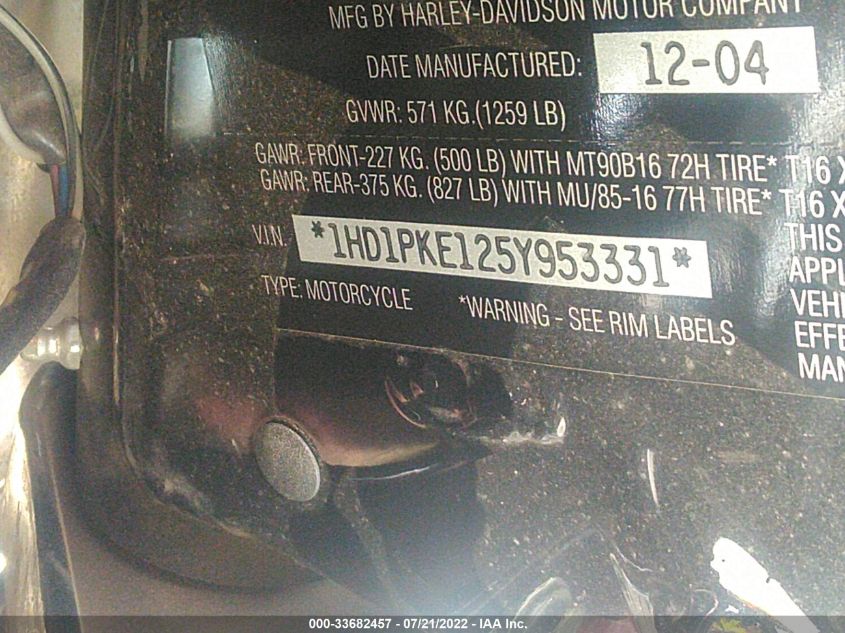 MFG BY HARLEY-DAVIDSON MOTOR COMPANY
DATE MANUFACTURED: 12-04
GVWR: 571 KG.(1259 LB)
GAWR: FRONT-227 KG. (500 LB) WITH MT90B16 72H TIRE* T16 X
GAWR: REAR-375 KG. (827 LB) WITH MU/85-16 77H TIRE* T16 X
V.I.N. *1HD1PKE125Y953331*
TYPE: MOTORCYCLE *WARNING - SEE RIM LABELS
THIS
APPL
VEHI
EFFE
MAN
000-33682457 - 07/21/2022 - IAA Inc.